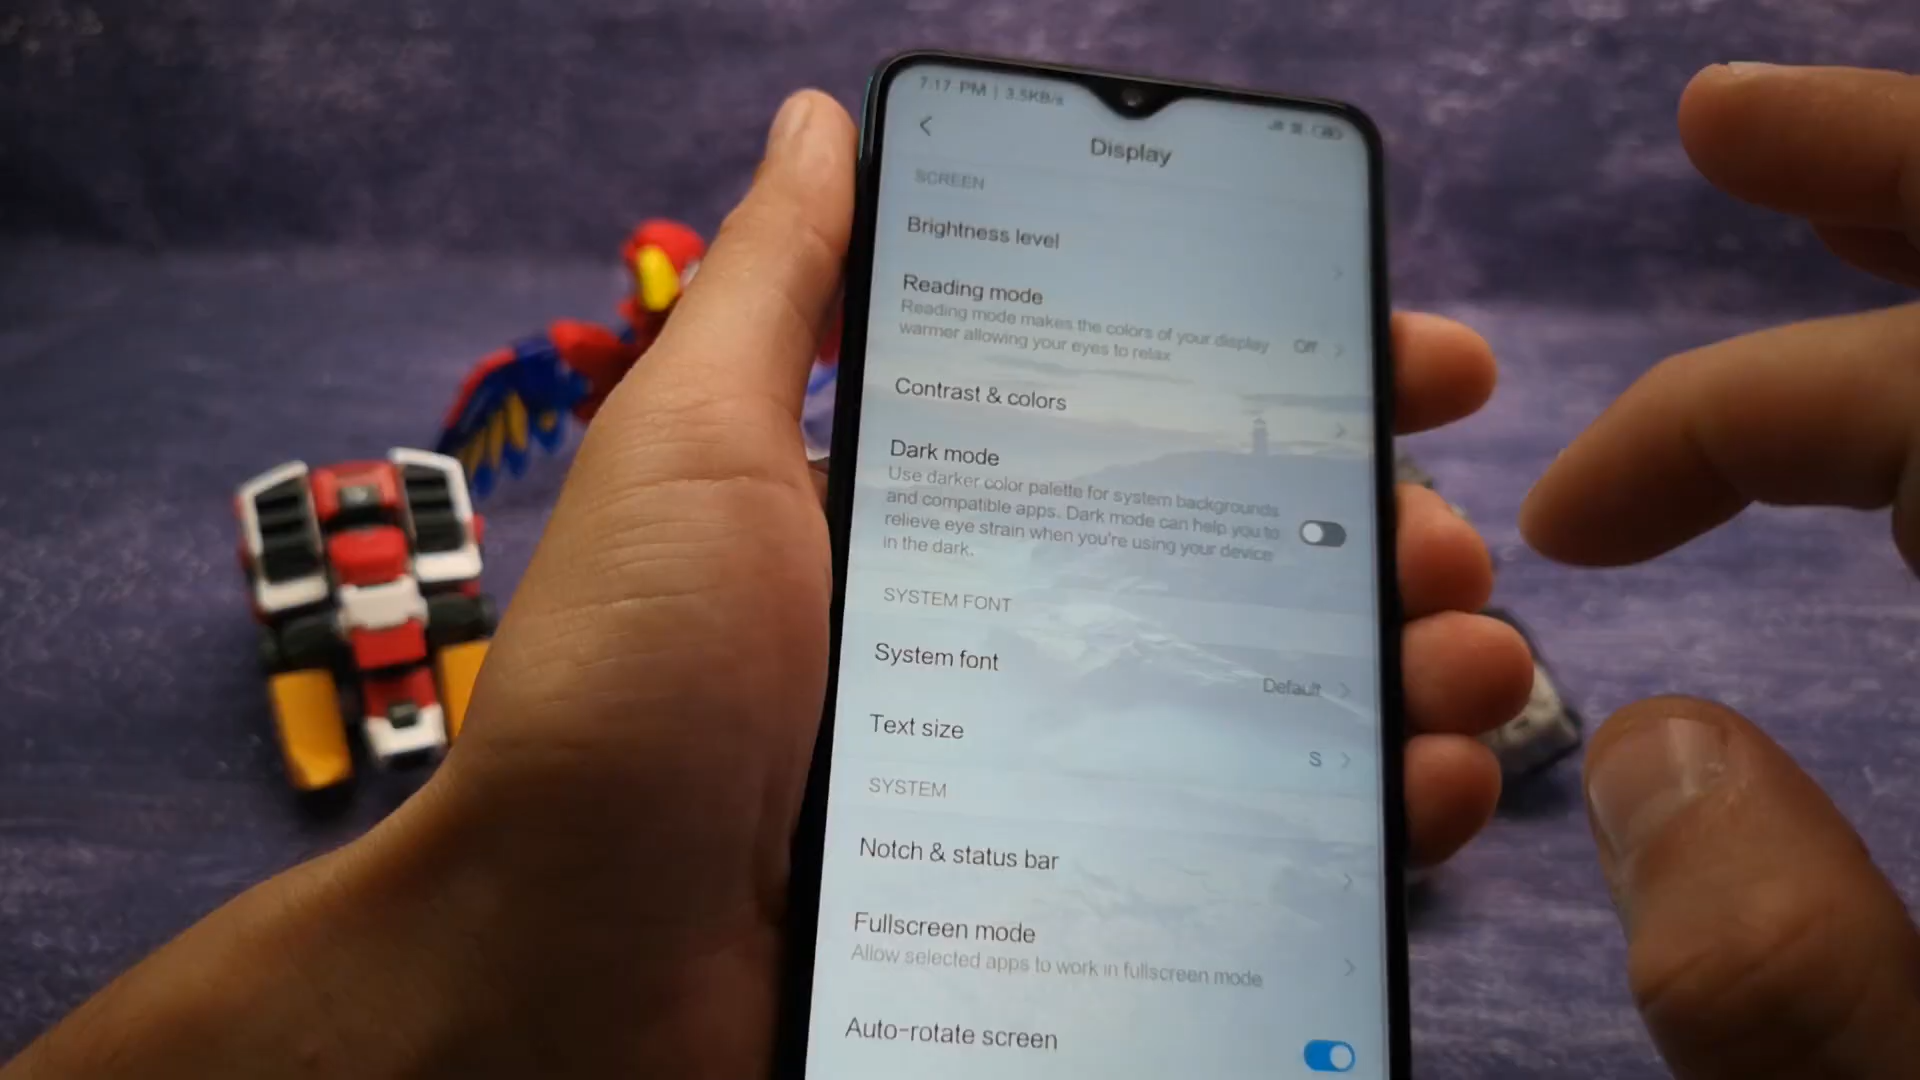 7:17 PM | 3.5KB/s
Display
SCREEN
Brightness level
Reading mode
Reading mode makes the colors of your display
warmer allowing your eyes to relax
Off
Contrast & colors
Dark mode
Use darker color palette for system backgrounds
and compatible apps. Dark mode can help you to
relieve eye strain when you're using your device
in the dark.
SYSTEM FONT
System font
Default
Text size
S
SYSTEM
Notch & status bar
Fullscreen mode
Allow selected apps to work in fullscreen mode
Auto-rotate screen